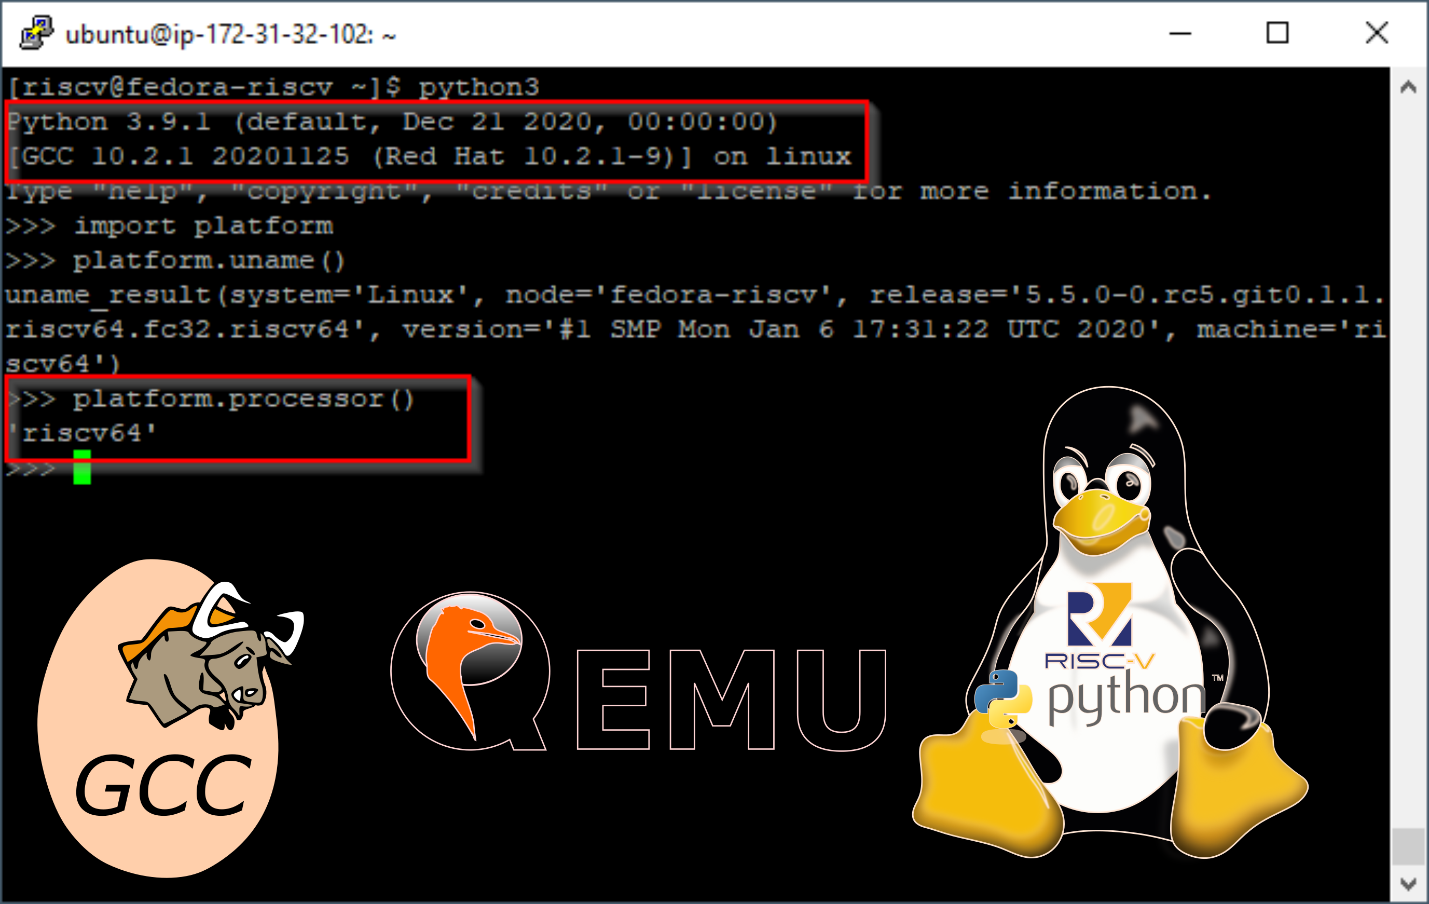 ubuntu@ip-172-31-32-102: ~
[riscv@fedora-riscv ~]$ python3
Python 3.9.1 (default, Dec 21 2020, 00:00:00)
[GCC 10.2.1 20201125 (Red Hat 10.2.1-9)] on linux
Type "help", "copyright", "credits" or "license" for more information.
>>> import platform
>>> platform.uname()
uname_result(system='Linux', node='fedora-riscv', release='5.5.0-0.rc5.git0.1.1.
riscv64.fc32.riscv64', version='#1 SMP Mon Jan 6 17:31:22 UTC 2020', machine='ri
scv64')
>>> platform.processor()
'riscv64'
>>>
GCC
QEMU
RISC-V
python™